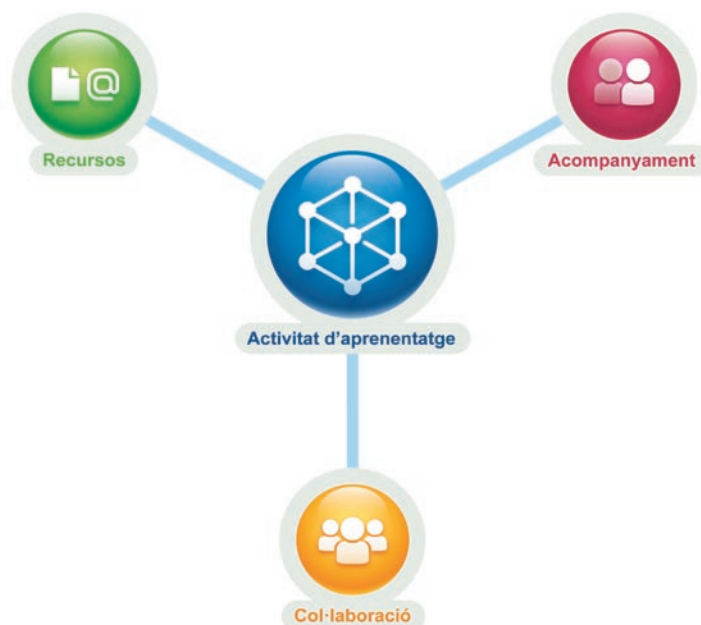 @
Recursos
Acompanyament
Activitat d’aprenentatge
Col·laboració